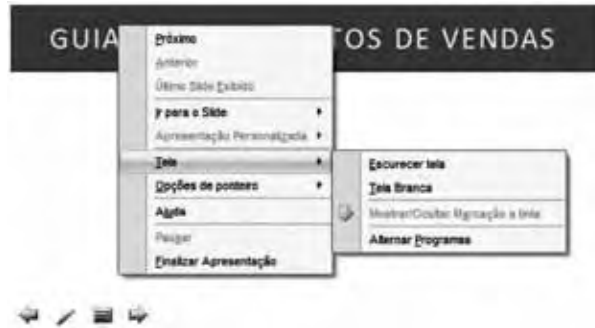 GUIA TOS DE VENDAS
Próximo
Anterior
Último Slide Exibido
Ir para o Slide
Apresentação Personalizada
Tela
Opções de ponteiro
Ajuda
Pausar
Finalizar Apresentação
Escurecer tela
Tela Branca
Mostrar/Ocultar Marcação à tinta
Alternar Programas